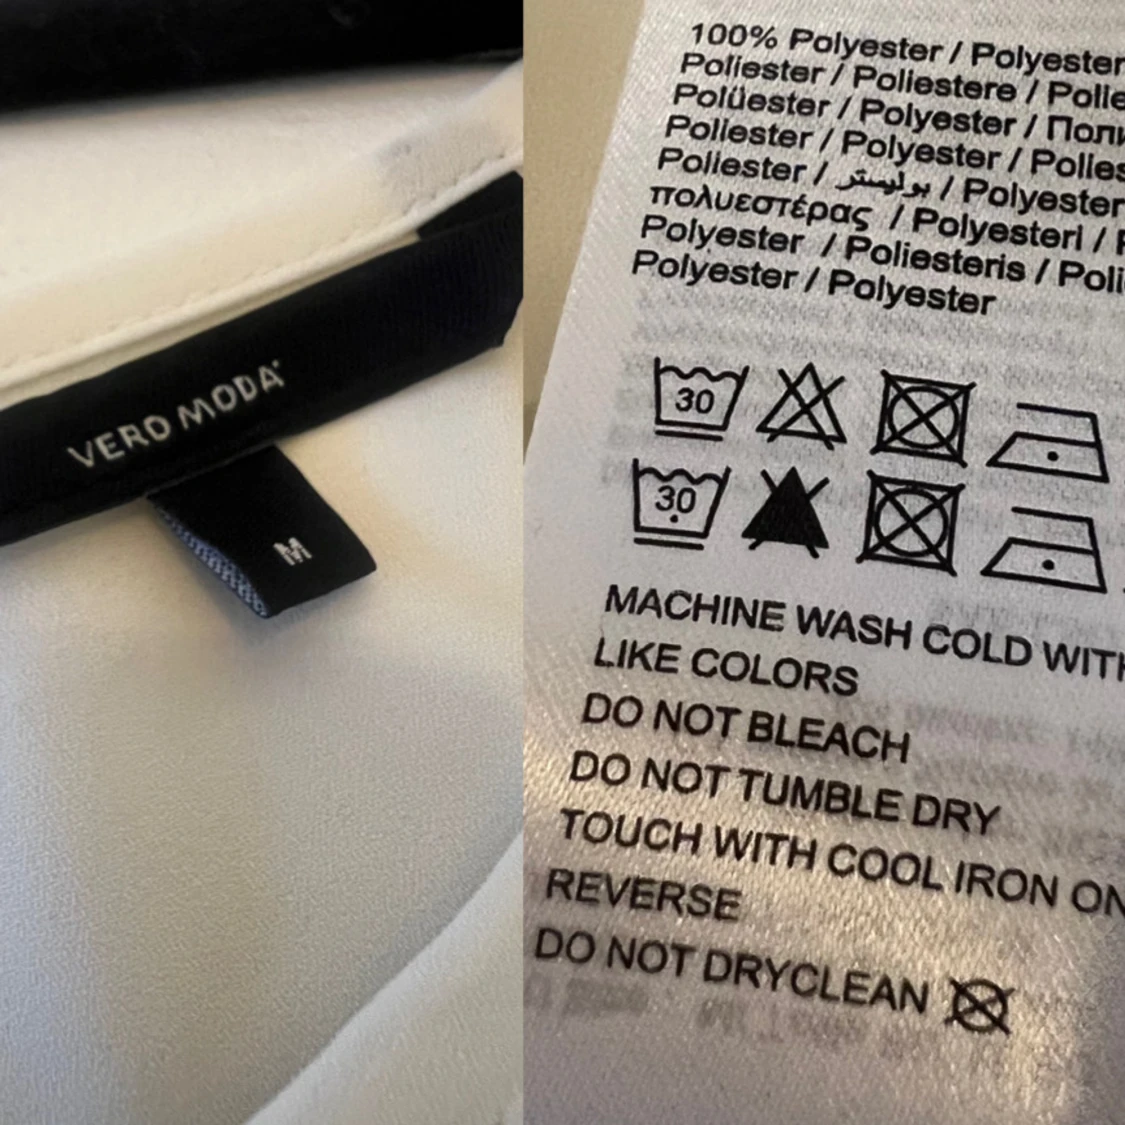 VERO MODA
M
100% Polyester / Polyester
Poliester / Poliestere / Polie
Polüester / Polyester / Поли
Poliester / Polyester / Polies
Poliester / بوليستر / Polyester
πολυεστέρας / Polyesteri / P
Polyester / Poliesteris / Poli
Polyester / Polyester
30
30
MACHINE WASH COLD WITH
LIKE COLORS
DO NOT BLEACH
DO NOT TUMBLE DRY
TOUCH WITH COOL IRON ON
REVERSE
DO NOT DRYCLEAN